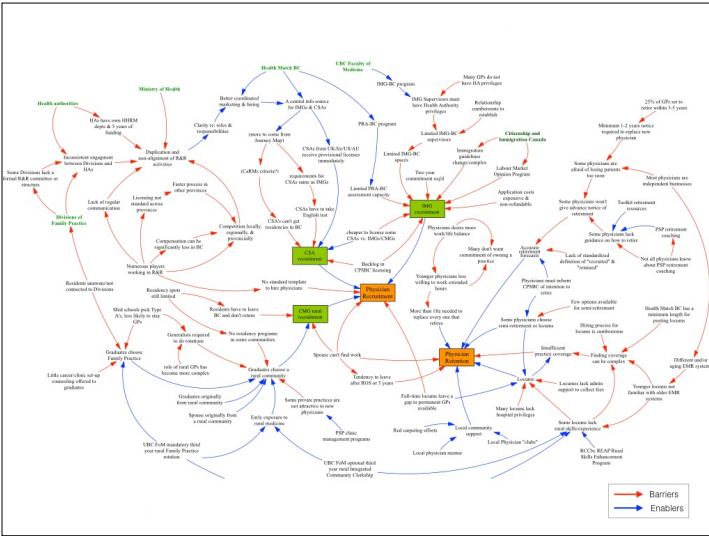 Health Match BC
UBC Faculty of
Medicine
IMG-BC program
Many GPs do not
have HA privileges
Ministry of Health
Better coordinated
marketing & hiring
A central info source
for IMGs & CSAs
IMG Supervisors must
have Health Authority
privileges
Relationship
cumbersome to
establish
25% of GPs set to
retire within 3-5 years
Health authorities
HAs have own HHRM
depts & 3 years of
funding
Clarity re: roles &
responsibilities
PRA-BC program
Minimum 1-2 years notice
required to replace new
physician
(more to come from
Journey Map)
Limited IMG-BC
supervisors
Citizenship and
Immigration Canada
Duplication and
non-alignment of R&R
activities
CSAs from UK/Ire/US/AU
receive provisional licenses
immediately
Limited IMG-BC
spaces
Immigration
guidelines
change/complex
Inconsistent engagement
between Divisions and
HAs
Some Divisions lack a
formal R&R committee or
structure
(CaRMs criteria?)
requirements for
CSAs same as IMGs
Two year
commitment req'd
Labour Market
Opinion Program
Some physicians are
afraid of losing patients
too soon
Most physicians are
independent businesses
Faster process in
other provinces
Limited PRA-BC
assessment capacity
Application costs
expensive &
non-refundable
Toolkit retirement
resources
Lack of regular
communication
Licensing not
standard across
provinces
CSAs have to take
English test
IMG
recruitment
Some physicians won't
give advance notice of
retirement
Divisions of
Family Practice
CSA's can't get
residencies to BC
Competition locally,
regionally, &
provincially
cheaper to license some
CSAs vs. IMGs/CMGs
Physicians desire more
work/life balance
Some physicians lack
guidance on how to retire
PSP retirement
coaching
Compensation can be
significantly less in BC
CSA
recruitment
Backlog in
CPSBC licensing
Many don't want
commitment of owning a
practice
Accurate
retirement
forecasts
Lack of standardized
definition of "recruited" &
"retained"
Not all physicians know
about PSP retirement
coaching
Numerous players
working in R&R
Younger physicians less
willing to work extended
hours
Physicians must inform
CPSBC of intention to
retire
Residents unaware/not
connected to Divisions
Residency spots
still limited
No standard template
to hire physicians
Physician
Recruitment
More than 1fte needed to
replace every one that
retires
Few options available
for semi-retirement
Health Match BC has a
minimum length for
posting locums
Med schools pick Type
A's, less likely to stay
GPs
Residents have to leave
BC and don't return
CMG rural
recruitment
Some physicians choose
semi-retirement or locums
Hiring process for
locums is cumbersome
Generalists required
to do rotations
No residency programs
in some communities
Insufficient
practice coverage
Graduates choose
Family Practice
Spouse can't find work
Physician
Retention
Finding coverage
can be complex
Different and/or
aging EMR systems
role of rural GPs has
become more complex
Graduates choose a
rural community
Little career/clinic set-up
counseling offered to
graduates
Tendency to leave
after ROS or 5 years
Locums
Locums lack admin
support to collect fees
Younger locums not
familiar with older EMR
systems
Graduates originally
from rural community
Some private practices are
not attractive to new
physicians
Full-time locums leave a
gap in permanent GPs
available
Many locums lack
hospital privileges
Spouse originally from
a rural community
Early exposure to
rural medicine
PSP clinic
management programs
Red carpeting efforts
Local community
support
Some locums lack
rural skills/experience
UBC FoM mandatory third
year rural Family Practice
rotation
Local physician mentor
Local Physician "clubs"
UBC FoM optional third
year rural Integrated
Community Clerkship
RCCbc REAP Rural
Skills Enhancement
Program
Barriers
Enablers